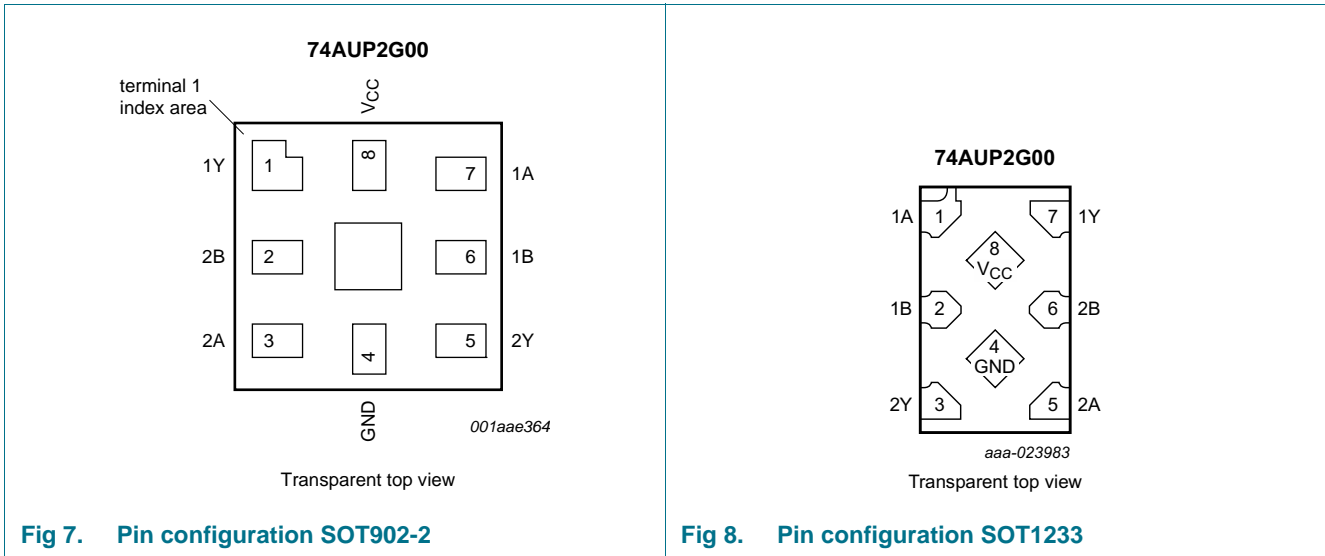 74AUP2G00
terminal 1
index area
VCC
1Y
1
8
7
1A
2B
2
6
1B
2A
3
4
5
2Y
GND
001aae364
Transparent top view
Fig 7. Pin configuration SOT902-2
74AUP2G00
1A
1
7
1Y
8
VCC
1B
2
6
2B
4
GND
2Y
3
5
2A
aaa-023983
Transparent top view
Fig 8. Pin configuration SOT1233